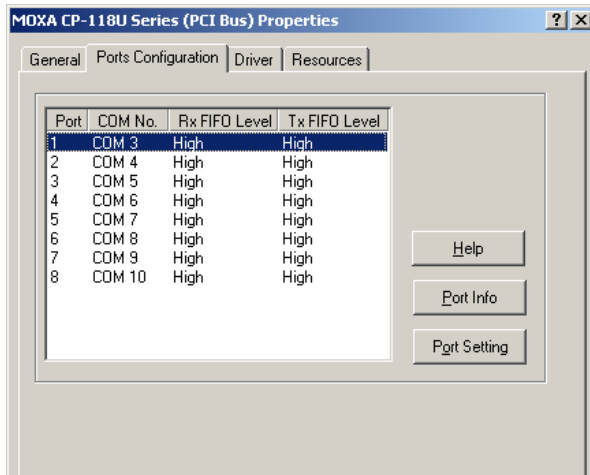 MOXA CP-118U Series (PCI Bus) Properties ? ×
General Ports Configuration Driver Resources
Port COM No. Rx FIFO Level Tx FIFO Level
1 COM 3 High High
2 COM 4 High High
3 COM 5 High High
4 COM 6 High High
5 COM 7 High High
6 COM 8 High High
7 COM 9 High High
8 COM 10 High High
Help
Port Info
Port Setting